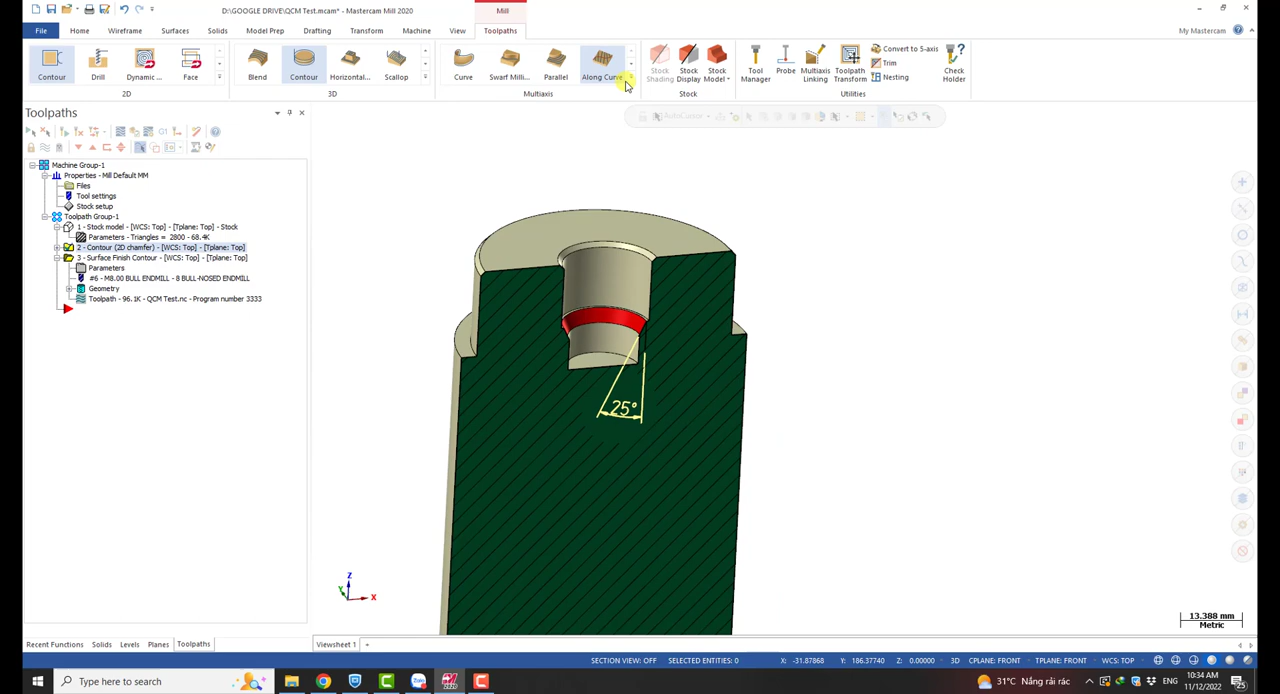 D:\GOOGLE DRIVE\QCM Test.mcam* - Mastercam Mill 2020
Mill
File
Home
Wireframe
Surfaces
Solids
Model Prep
Drafting
Transform
Machine
View
Toolpaths
My Mastercam
Contour
Drill
Dynamic ...
Face
Blend
Contour
Horizontal...
Scallop
Curve
Swarf Milli...
Parallel
Along Curve
Stock Shading
Stock Display
Stock Model
Tool Manager
Probe
Multiaxis Linking
Toolpath Transform
Convert to 5-axis
Trim
Nesting
Check Holder
2D
3D
Multiaxis
Stock
Utilities
Toolpaths
AutoCursor
G1
Machine Group-1
Properties - Mill Default MM
Files
Tool settings
Stock setup
Toolpath Group-1
1 - Stock model - [WCS: Top] - [Tplane: Top] - Stock
Parameters - Triangles = 2800 - 68.4K
2 - Contour (2D chamfer) - [WCS: Top] - [Tplane: Top]
3 - Surface Finish Contour - [WCS: Top] - [Tplane: Top]
Parameters
#6 - M8.00 BULL ENDMILL - 8 BULL-NOSED ENDMILL
Geometry
Toolpath - 96.1K - QCM Test.nc - Program number 3333
25°
Z
Y
X
13.388 mm
Metric
Recent Functions
Solids
Levels
Planes
Toolpaths
Viewsheet 1
+
SECTION VIEW: OFF
SELECTED ENTITIES: 0
X: -31.87868
Y: 186.37740
Z: 0.00000
3D
CPLANE: FRONT
TPLANE: FRONT
WCS: TOP
Type here to search
2020
31°C Nắng rải rác
ENG
10:34 AM
11/12/2022
25